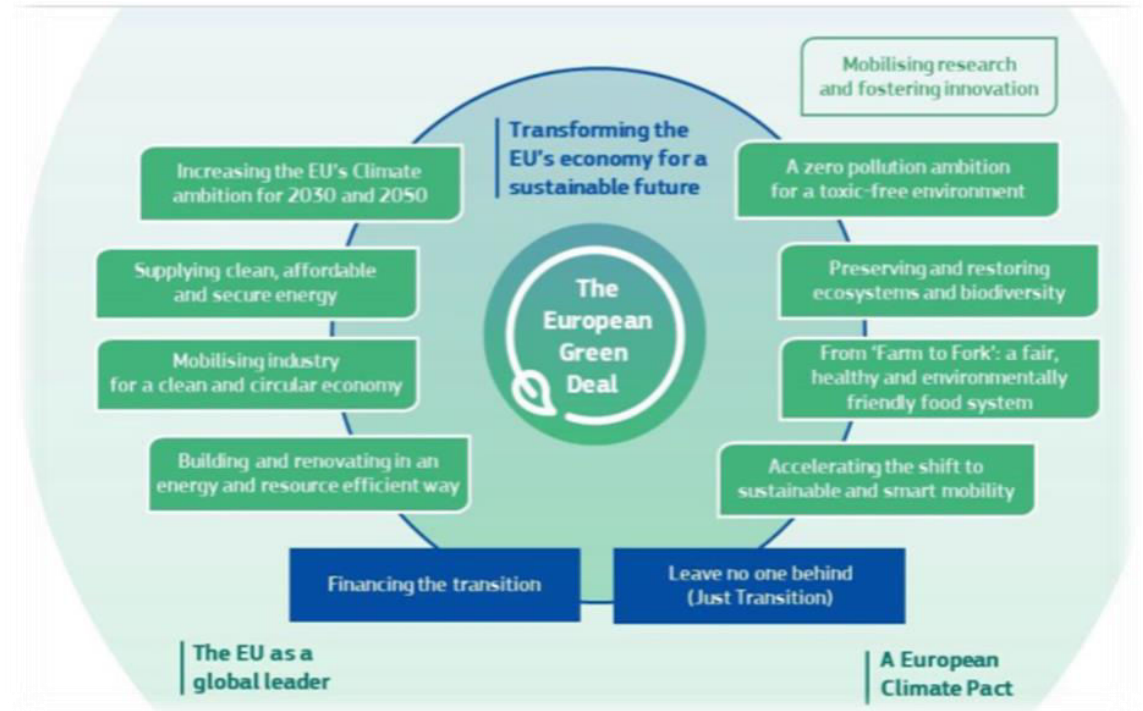 Mobilising research
and fostering innovation
Transforming the
EU's economy for a
sustainable future
Increasing the EU's Climate
ambition for 2030 and 2050
A zero pollution ambition
for a toxic-free environment
Supplying clean, affordable
and secure energy
Preserving and restoring
ecosystems and biodiversity
The
European
Green
Deal
Mobilising industry
for a clean and circular economy
From 'Farm to Fork': a fair,
healthy and environmentally
friendly food system
Building and renovating in an
energy and resource efficient way
Accelerating the shift to
sustainable and smart mobility
Financing the transition
Leave no one behind
(Just Transition)
The EU as a
global leader
A European
Climate Pact